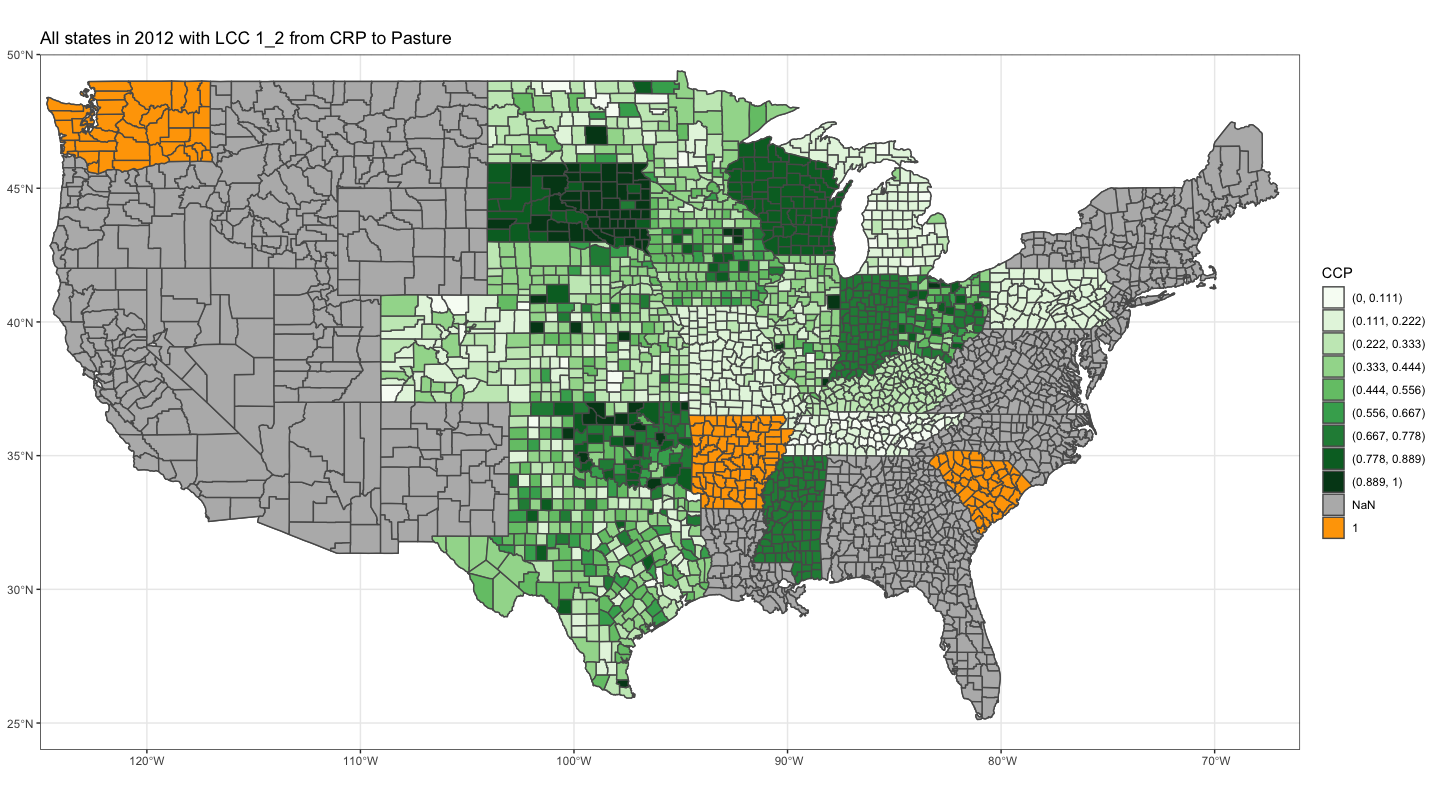 All states in 2012 with LCC 1_2 from CRP to Pasture
50°N
45°N
40°N
35°N
30°N
25°N
120°W
110°W
100°W
90°W
80°W
70°W
CCP
(0, 0.111)
(0.111, 0.222)
(0.222, 0.333)
(0.333, 0.444)
(0.444, 0.556)
(0.556, 0.667)
(0.667, 0.778)
(0.778, 0.889)
(0.889, 1)
NaN
1